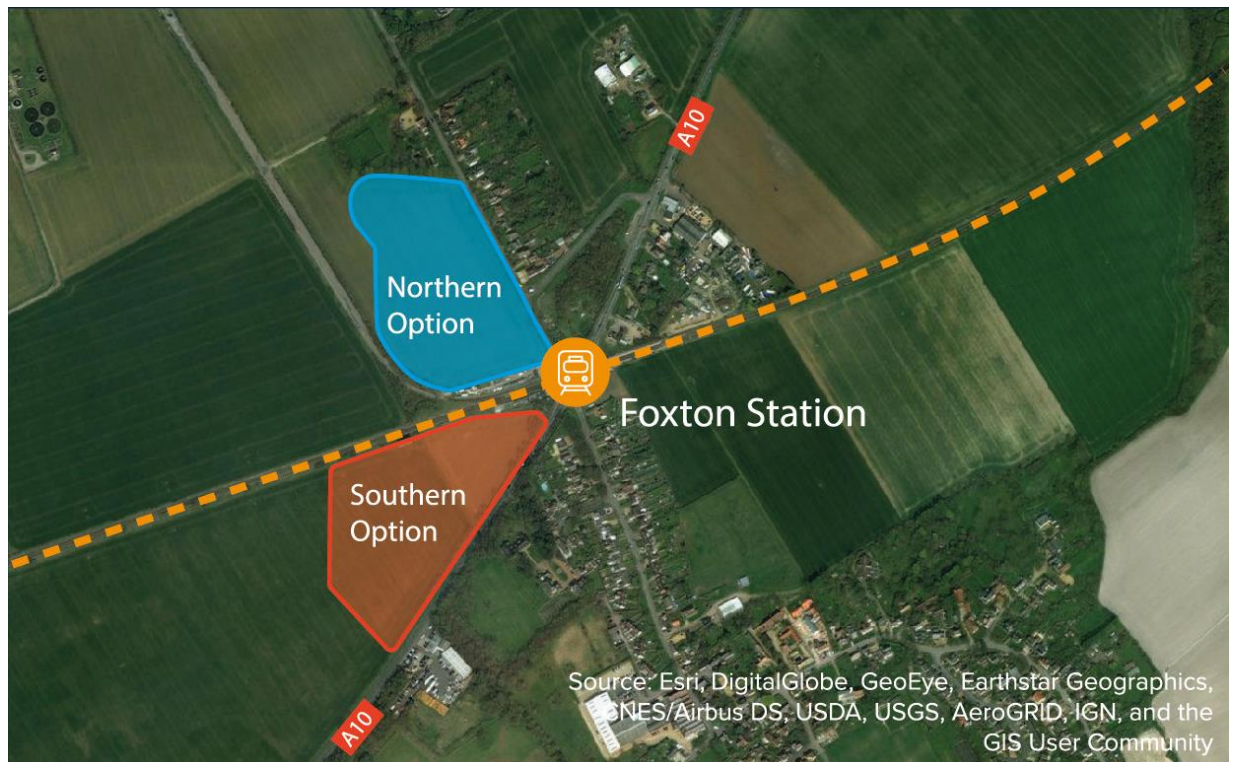 A10
Northern
Option
Foxton Station
Southern
Option
A10
Source: Esri, DigitalGlobe, GeoEye, Earthstar Geographics,
CNES/Airbus DS, USDA, USGS, AeroGRID, IGN, and the
GIS User Community